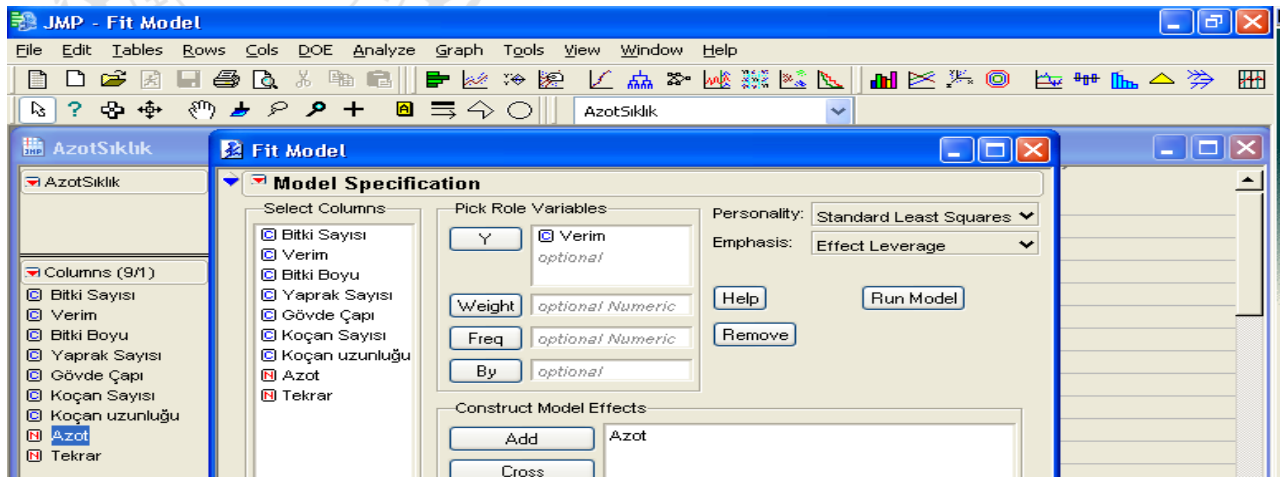 JMP - Fit Model
File Edit Tables Rows Cols DOE Analyze Graph Tools View Window Help
AzotSıklık
AzotSıklık
AzotSıklık
Columns (9/1)
Bitki Sayısı
Verim
Bitki Boyu
Yaprak Sayısı
Gövde Çapı
Koçan Sayısı
Koçan uzunluğu
Azot
Tekrar
Fit Model
Model Specification
Select Columns
Bitki Sayısı
Verim
Bitki Boyu
Yaprak Sayısı
Gövde Çapı
Koçan Sayısı
Koçan uzunluğu
Azot
Tekrar
Pick Role Variables
Y Verim
optional
Weight optional Numeric
Freq optional Numeric
By optional
Personality: Standard Least Squares
Emphasis: Effect Leverage
Help Run Model
Remove
Construct Model Effects
Add Azot
Cross